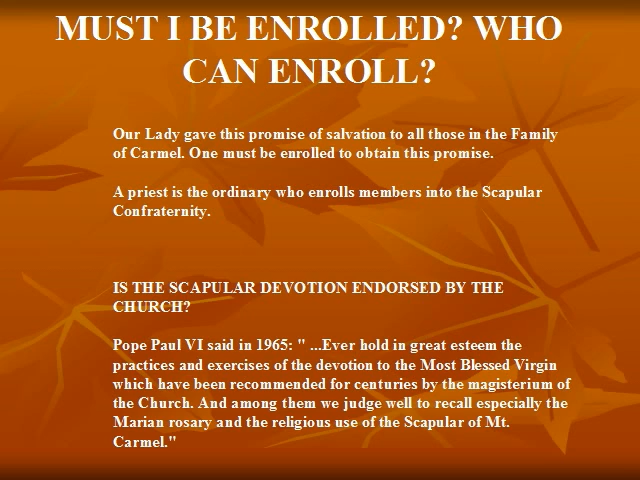 MUST I BE ENROLLED? WHO
CAN ENROLL?
Our Lady gave this promise of salvation to all those in the Family
of Carmel. One must be enrolled to obtain this promise.
A priest is the ordinary who enrolls members into the Scapular
Confraternity.
IS THE SCAPULAR DEVOTION ENDORSED BY THE
CHURCH?
Pope Paul VI said in 1965: " ...Ever hold in great esteem the
practices and exercises of the devotion to the Most Blessed Virgin
which have been recommended for centuries by the magisterium of
the Church. And among them we judge well to recall especially the
Marian rosary and the religious use of the Scapular of Mt.
Carmel."